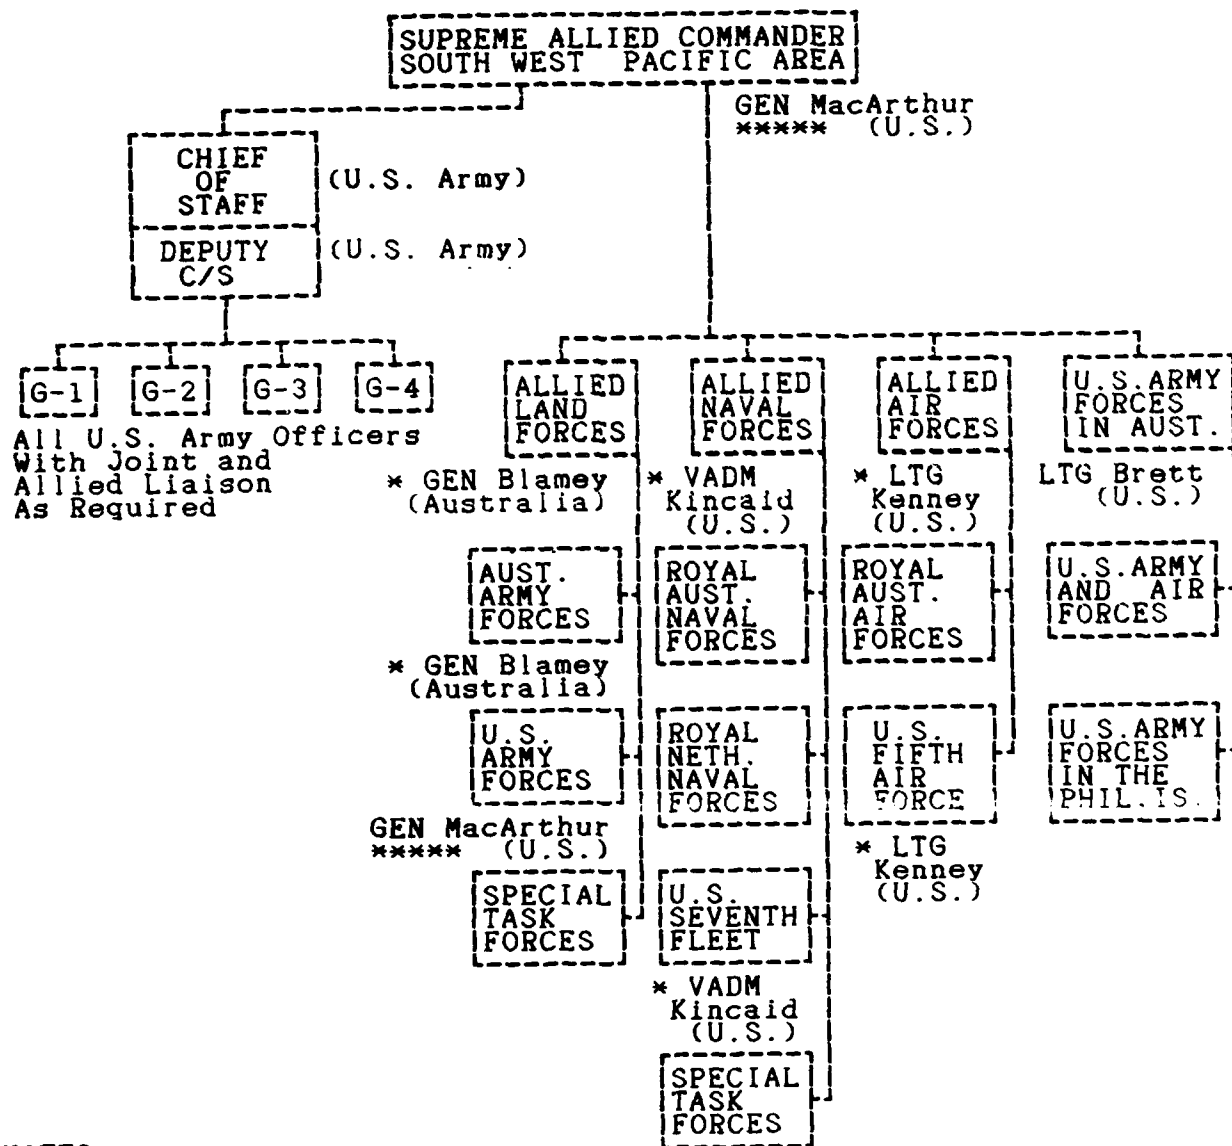 SUPREME ALLIED COMMANDER
SOUTH WEST PACIFIC AREA
GEN MacArthur
***** (U.S.)
CHIEF
OF
STAFF
(U.S. Army)
DEPUTY
C/S
(U.S. Army)
G-1
G-2
G-3
G-4
All U.S. Army Officers
With Joint and
Allied Liaison
As Required
ALLIED
LAND
FORCES
* GEN Blamey
(Australia)
ALLIED
NAVAL
FORCES
* VADM
Kincaid
(U.S.)
ALLIED
AIR
FORCES
* LTG
Kenney
(U.S.)
U.S.ARMY
FORCES
IN AUST.
LTG Brett
(U.S.)
AUST.
ARMY
FORCES
* GEN Blamey
(Australia)
ROYAL
AUST.
NAVAL
FORCES
ROYAL
AUST.
AIR
FORCES
U.S.ARMY
AND AIR
FORCES
U.S.
ARMY
FORCES
GEN MacArthur
***** (U.S.)
ROYAL
NETH.
NAVAL
FORCES
U.S.
FIFTH
AIR
FORCE
* LTG
Kenney
(U.S.)
U.S.ARMY
FORCES
IN THE
PHIL.IS.
SPECIAL
TASK
FORCES
U.S.
SEVENTH
FLEET
* VADM
Kincaid
(U.S.)
SPECIAL
TASK
FORCES